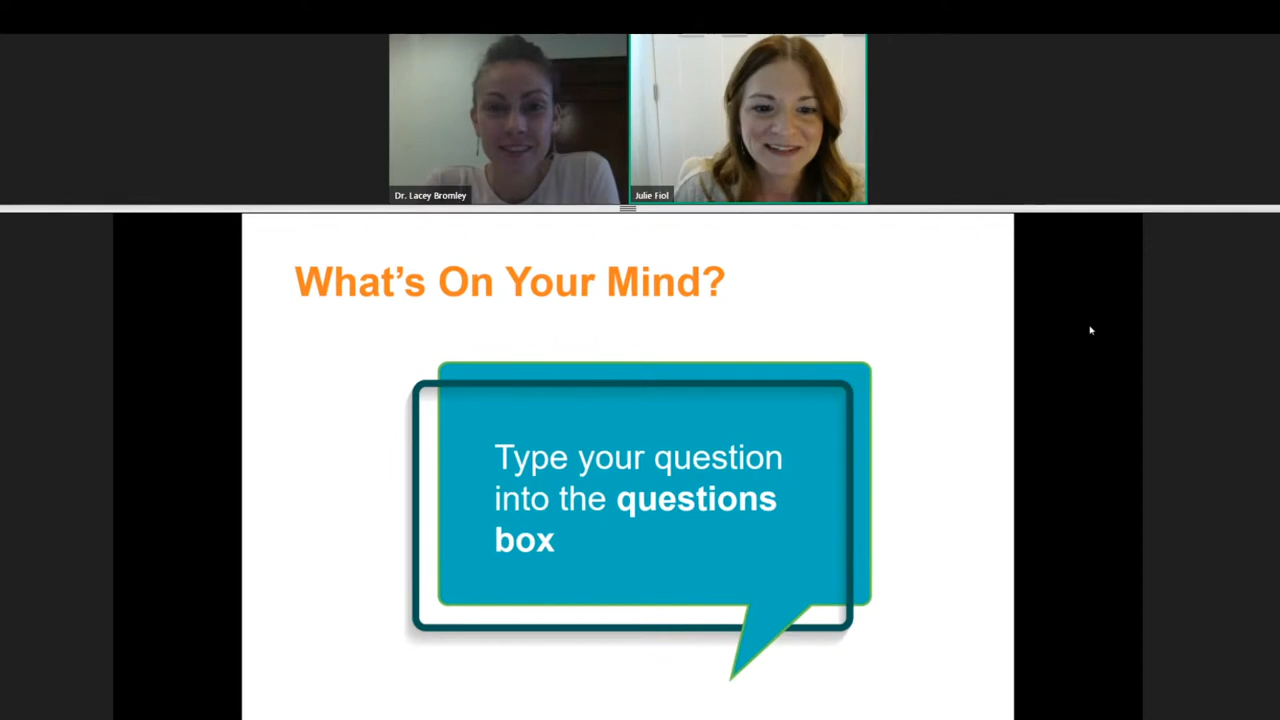 Dr. Lacey Bromley
Julie Fiol
What's On Your Mind?
Type your question
into the questions
box